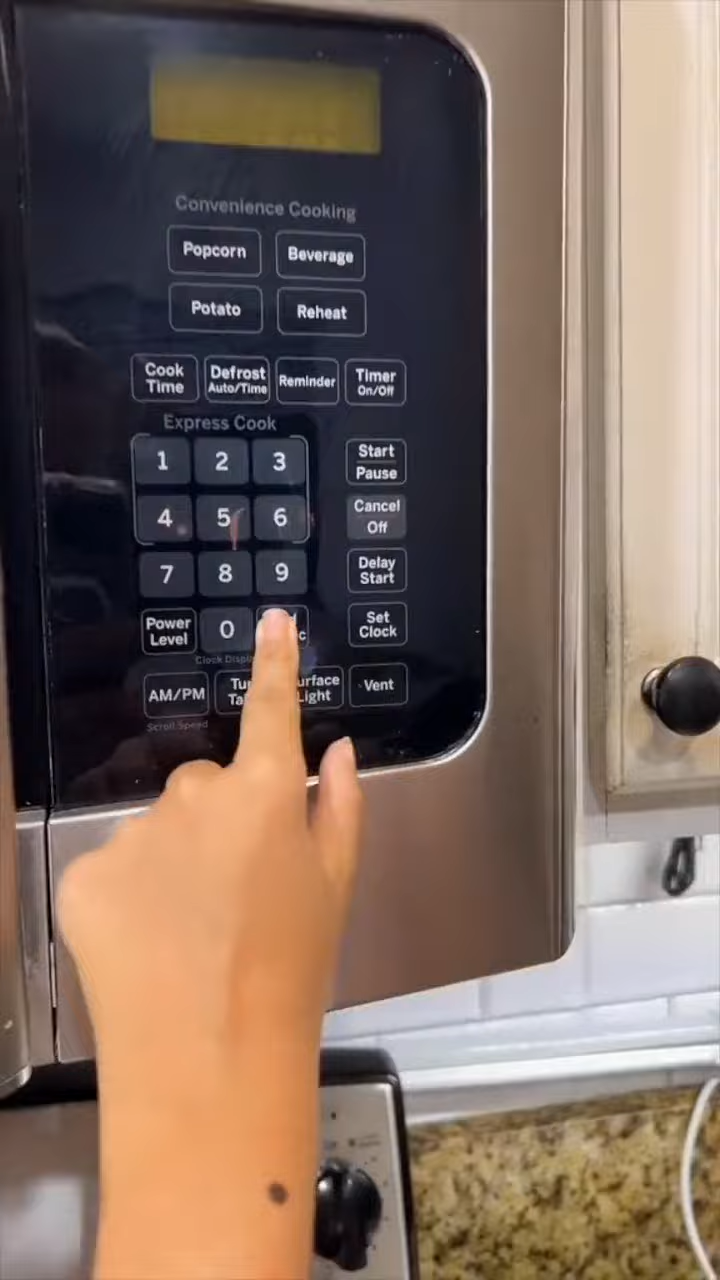 Convenience Cooking
Popcorn
Beverage
Potato
Reheat
Cook
Time
Defrost
Auto/Time
Reminder
Timer
On/Off
Express Cook
1
2
3
Start
Pause
4
5
6
Cancel
Off
7
8
9
Delay
Start
Power
Level
0
Set
Clock
Clock
AM/PM
Light
Vent
Scroll Speed